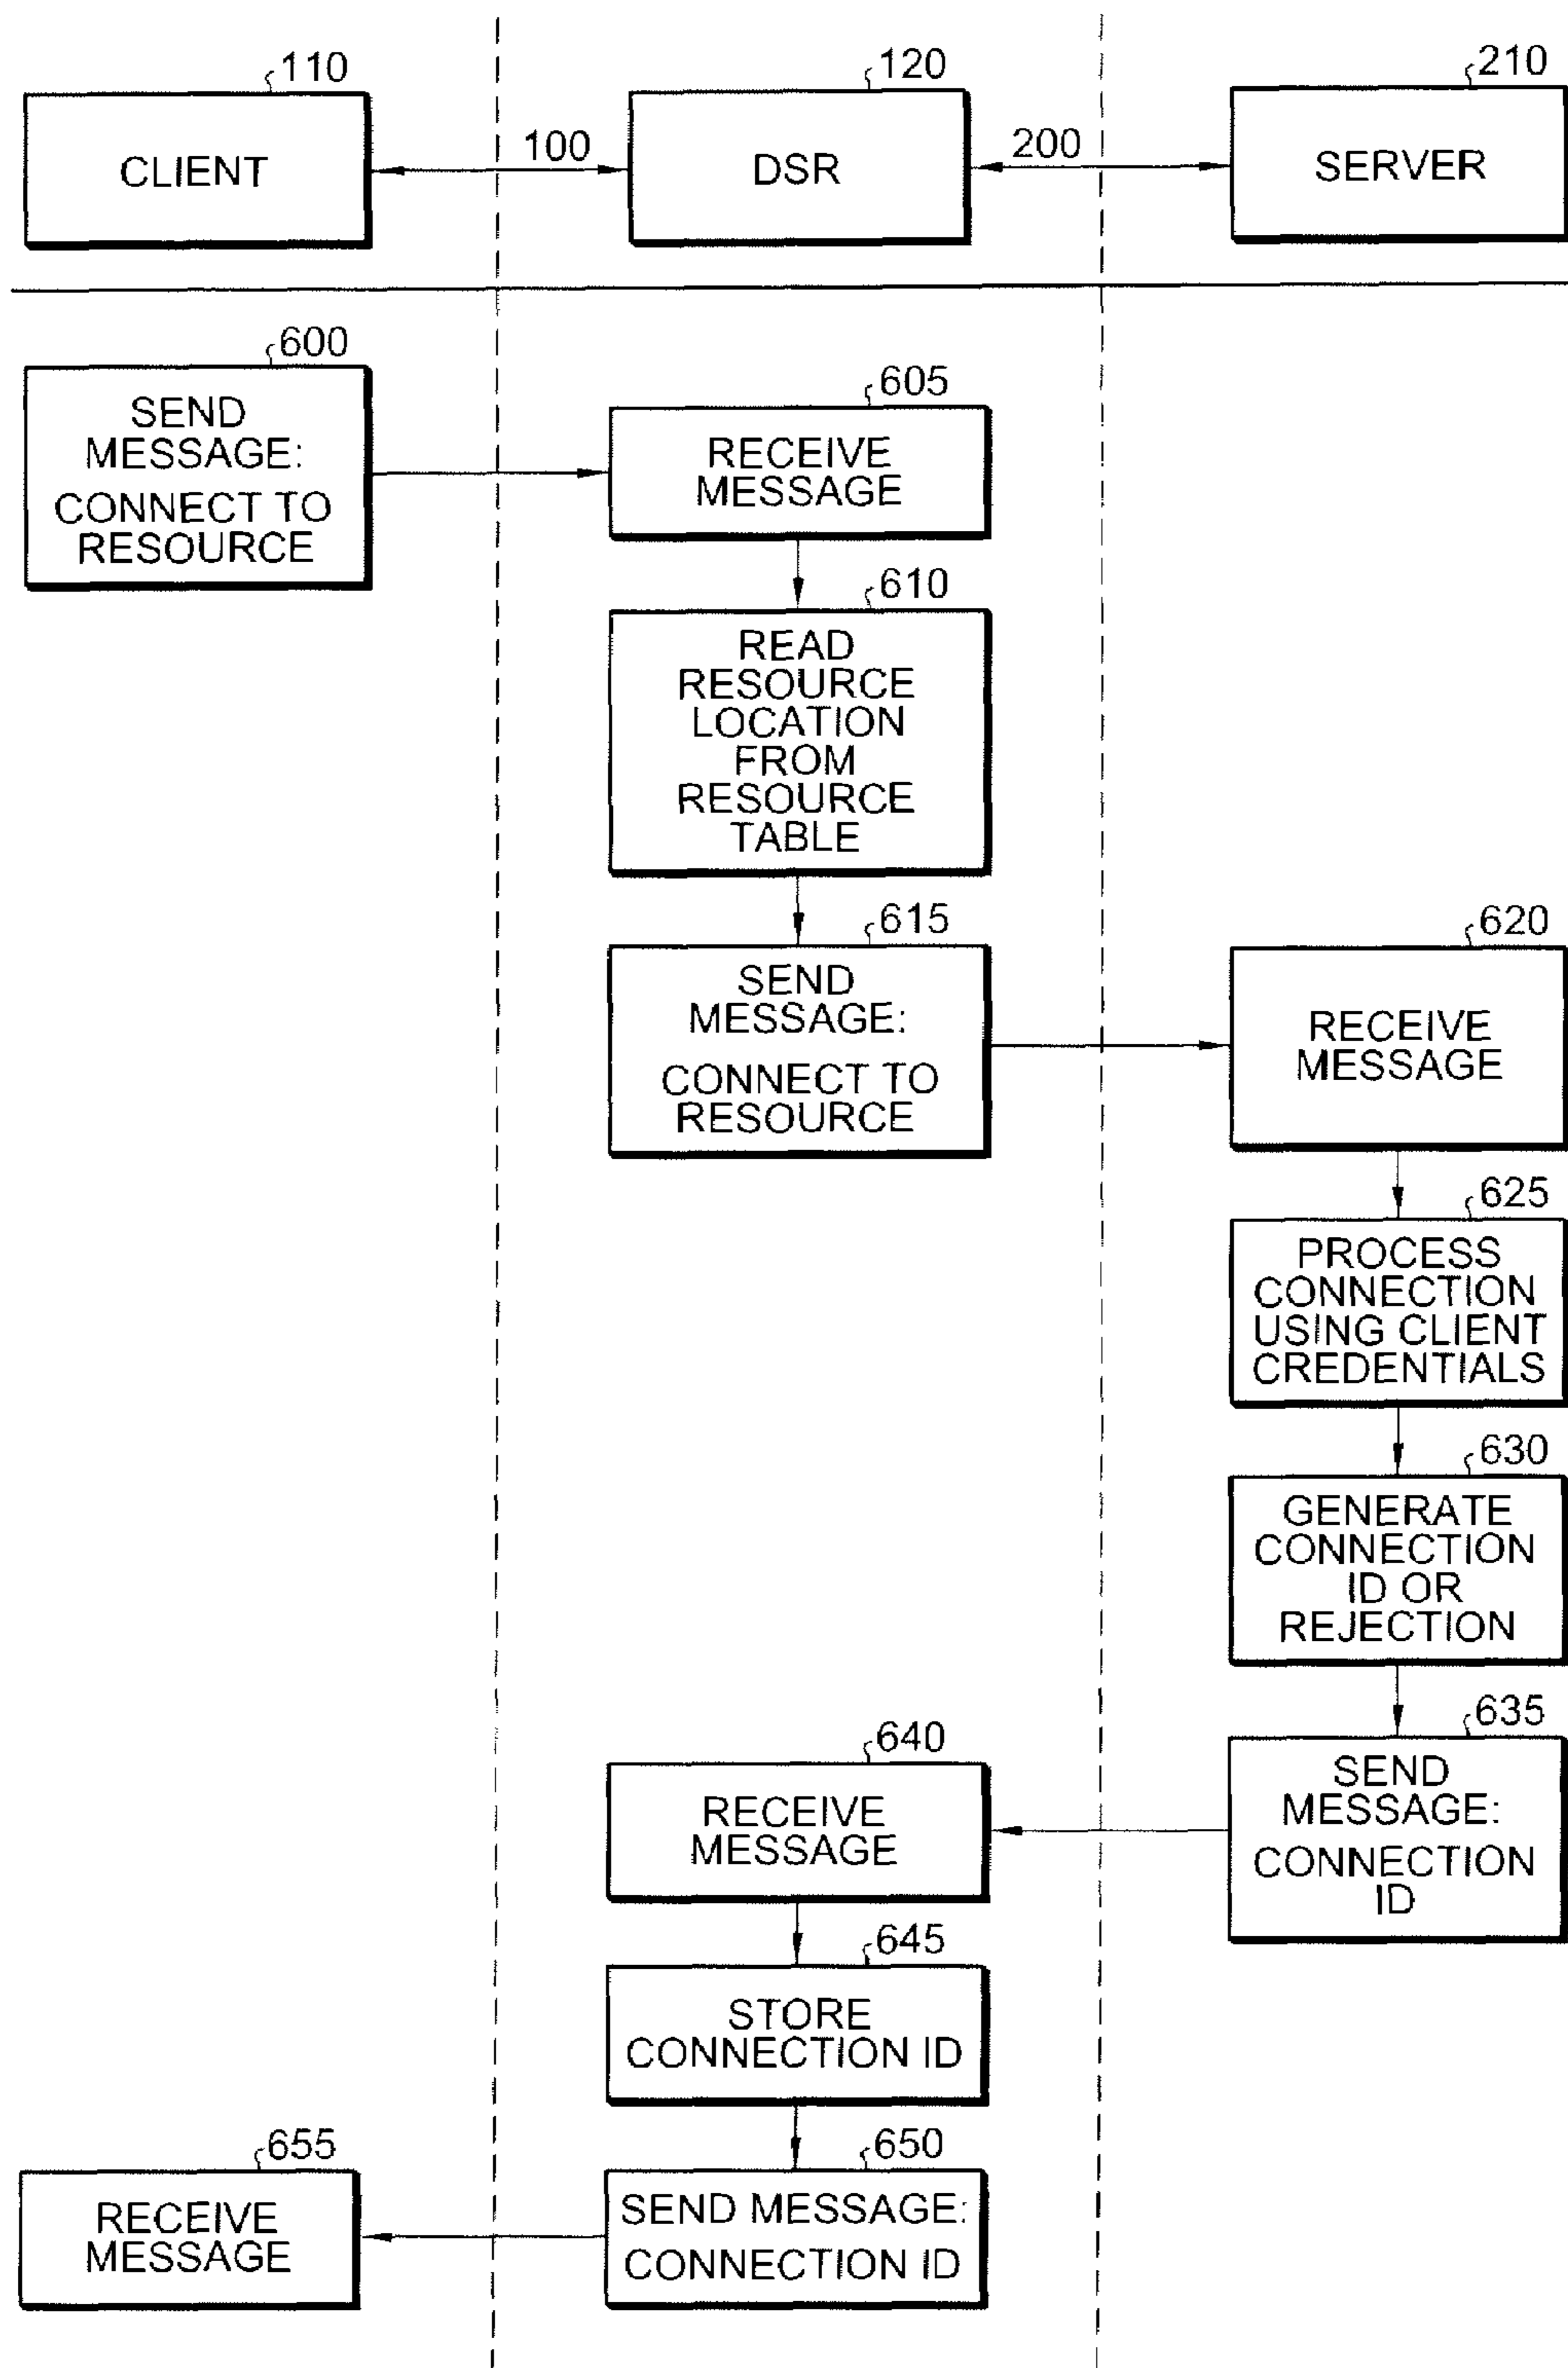 110
120
210
CLIENT
100
DSR
200
SERVER
600
SEND
MESSAGE:
CONNECT TO
RESOURCE
605
RECEIVE
MESSAGE
610
READ
RESOURCE
LOCATION
FROM
RESOURCE
TABLE
615
SEND
MESSAGE:
CONNECT TO
RESOURCE
620
RECEIVE
MESSAGE
625
PROCESS
CONNECTION
USING CLIENT
CREDENTIALS
630
GENERATE
CONNECTION
ID OR
REJECTION
635
SEND
MESSAGE:
CONNECTION
ID
640
RECEIVE
MESSAGE
645
STORE
CONNECTION ID
650
SEND MESSAGE:
CONNECTION ID
655
RECEIVE
MESSAGE